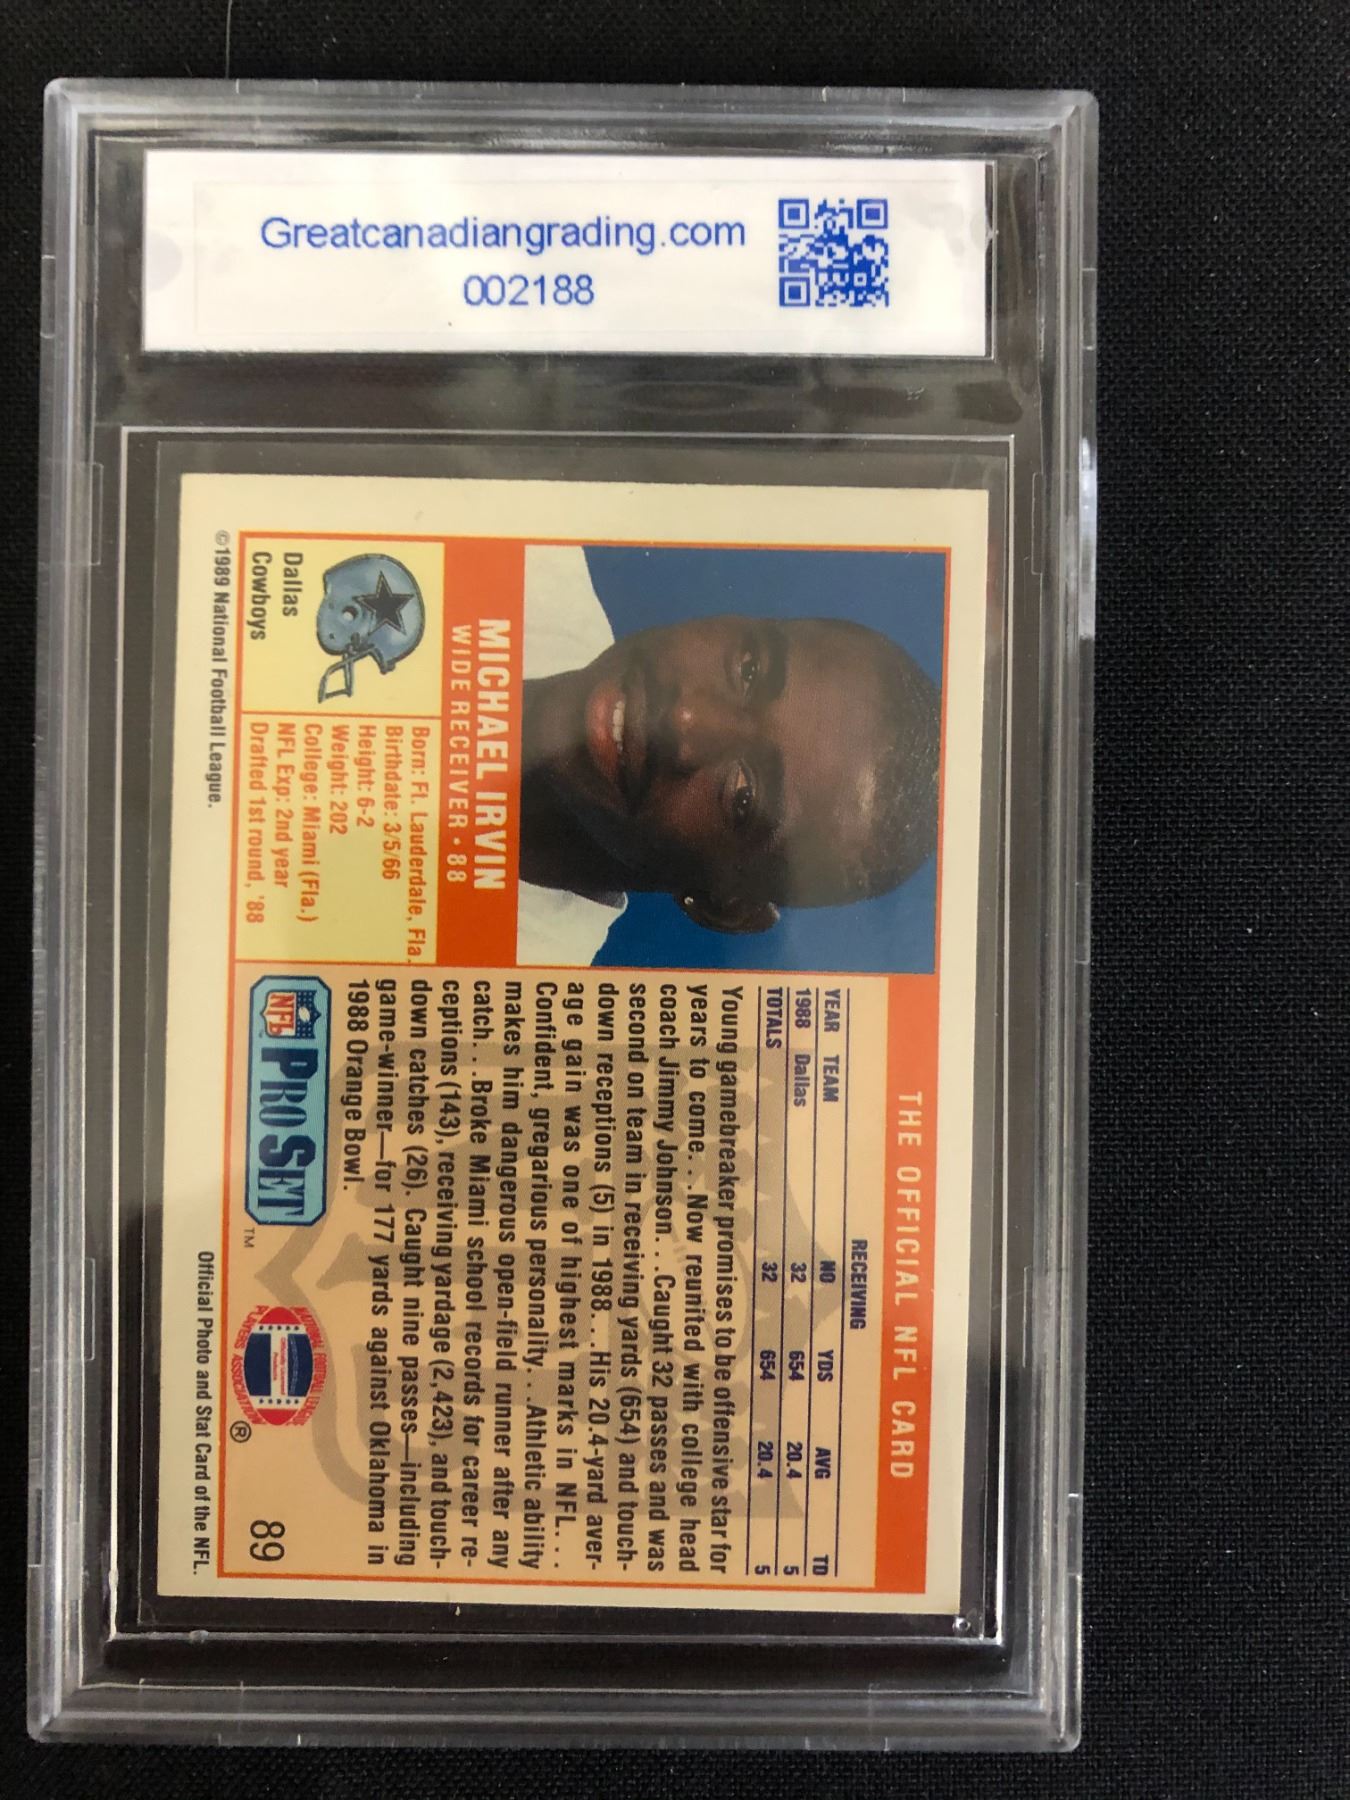 Greatcanadiangrading.com
002188
THE OFFICIAL NFL CARD
MICHAEL IRVIN
WIDE RECEIVER • 88
Dallas
Cowboys
Born: Ft. Lauderdale, Fla.
Birthdate: 3/5/66
Height: 6-2
Weight: 202
College: Miami (Fla.)
NFL Exp: 2nd year
Drafted 1st round, '88
RECEIVING
YEAR TEAM NO YDS AVG TD
1988 Dallas 32 654 20.4 5
TOTALS 32 654 20.4 5
Young gamebreaker promises to be offensive star for
years to come. . .Now reunited with college head
coach Jimmy Johnson. . .Caught 32 passes and was
second on team in receiving yards (654) and touch-
down receptions (5) in 1988. . .His 20.4-yard aver-
age gain was one of highest marks in NFL. . .
Confident, gregarious personality. . .Athletic ability
makes him dangerous open-field runner after any
catch. . .Broke Miami school records for career re-
ceptions (143), receiving yardage (2,423), and touch-
down catches (26). Caught nine passes—including
game-winner—for 177 yards against Oklahoma in
1988 Orange Bowl.
NFL PRO SET TM
NATIONAL FOOTBALL LEAGUE
PLAYERS ASSOCIATION
®
89
©1989 National Football League.
Official Photo and Stat Card of the NFL.